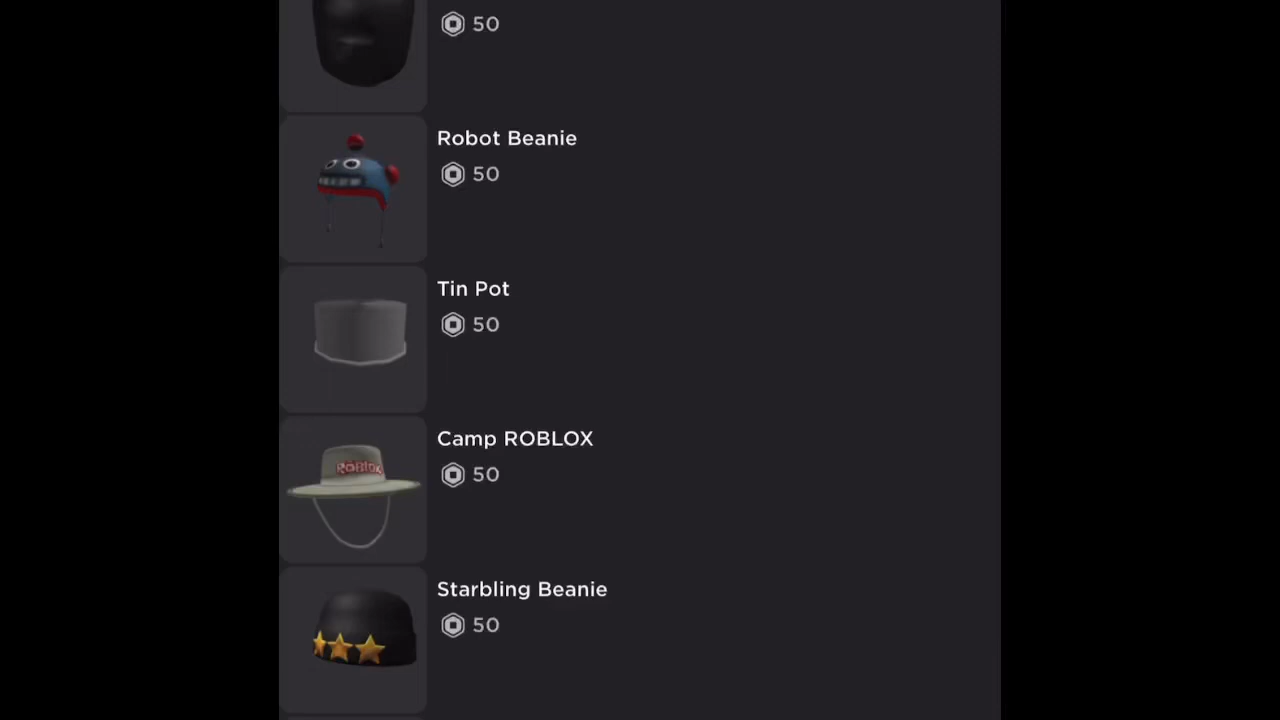 50
Robot Beanie
50
Tin Pot
50
Camp ROBLOX
50
ROBLOX
Starbling Beanie
50